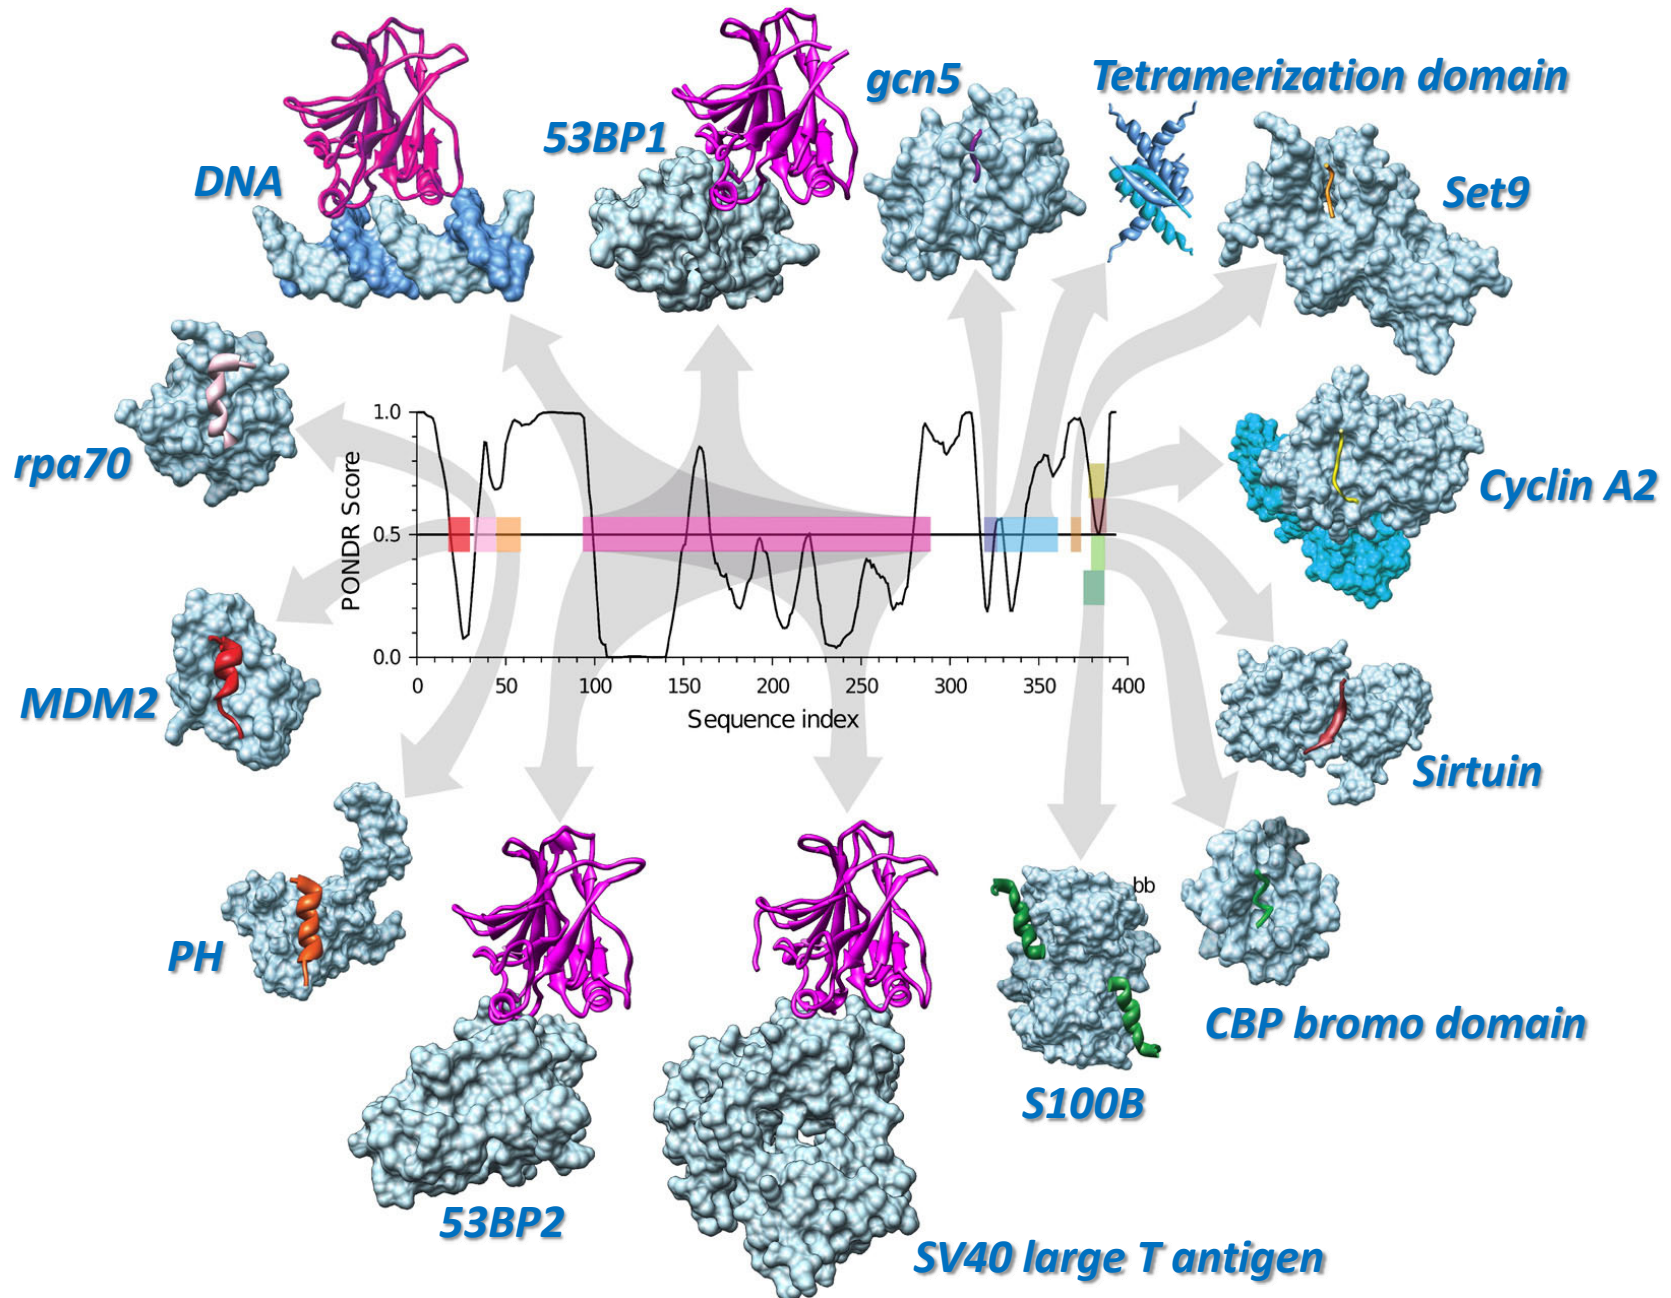 gcn5
Tetramerization domain
53BP1
DNA
Set9
rpa70
Cyclin A2
PONDR Score
1.0
0.5
0.0
0 50 100 150 200 250 300 350 400
Sequence index
MDM2
Sirtuin
PH
bb
CBP bromo domain
S100B
53BP2
SV40 large T antigen